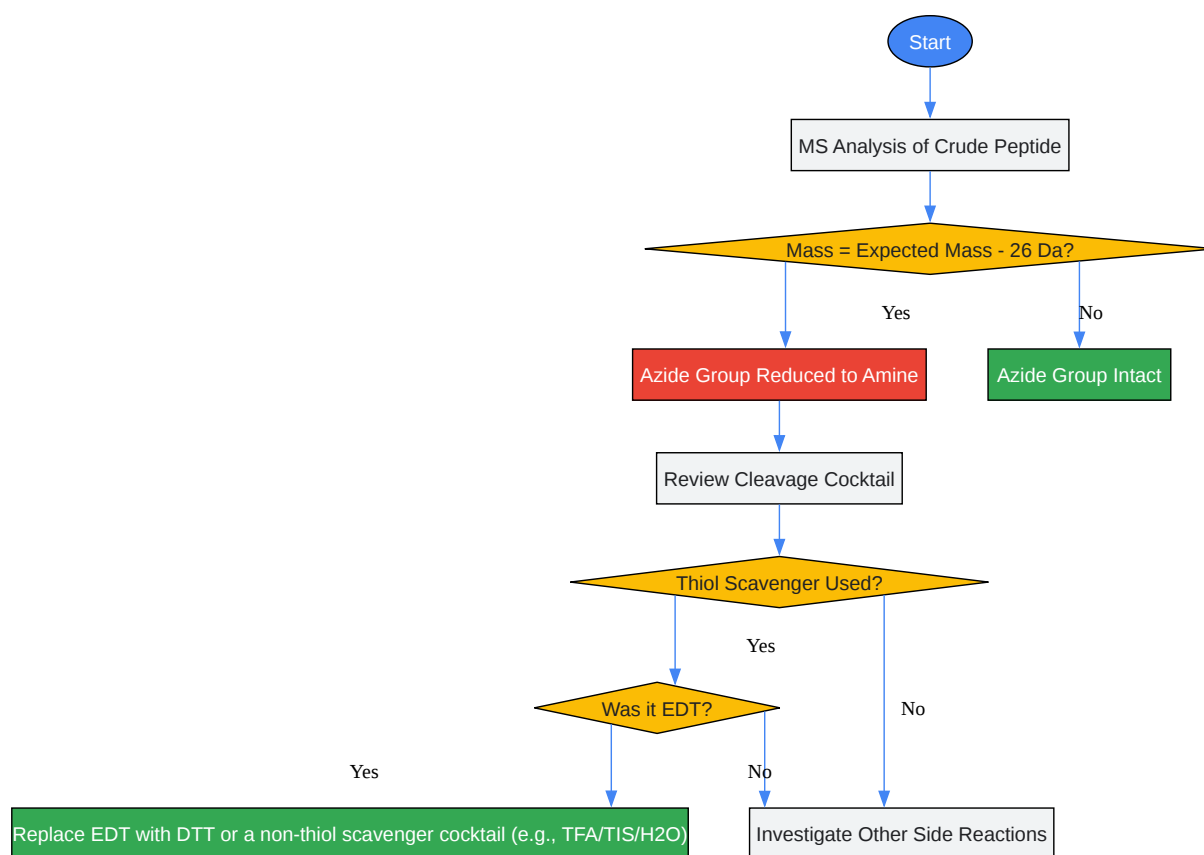 Start
MS Analysis of Crude Peptide
Mass = Expected Mass - 26 Da?
Yes
No
Azide Group Reduced to Amine
Azide Group Intact
Review Cleavage Cocktail
Thiol Scavenger Used?
Yes
Was it EDT?
No
Yes
No
Replace EDT with DTT or a non-thiol scavenger cocktail (e.g., TFA/TIS/H2O)
Investigate Other Side Reactions